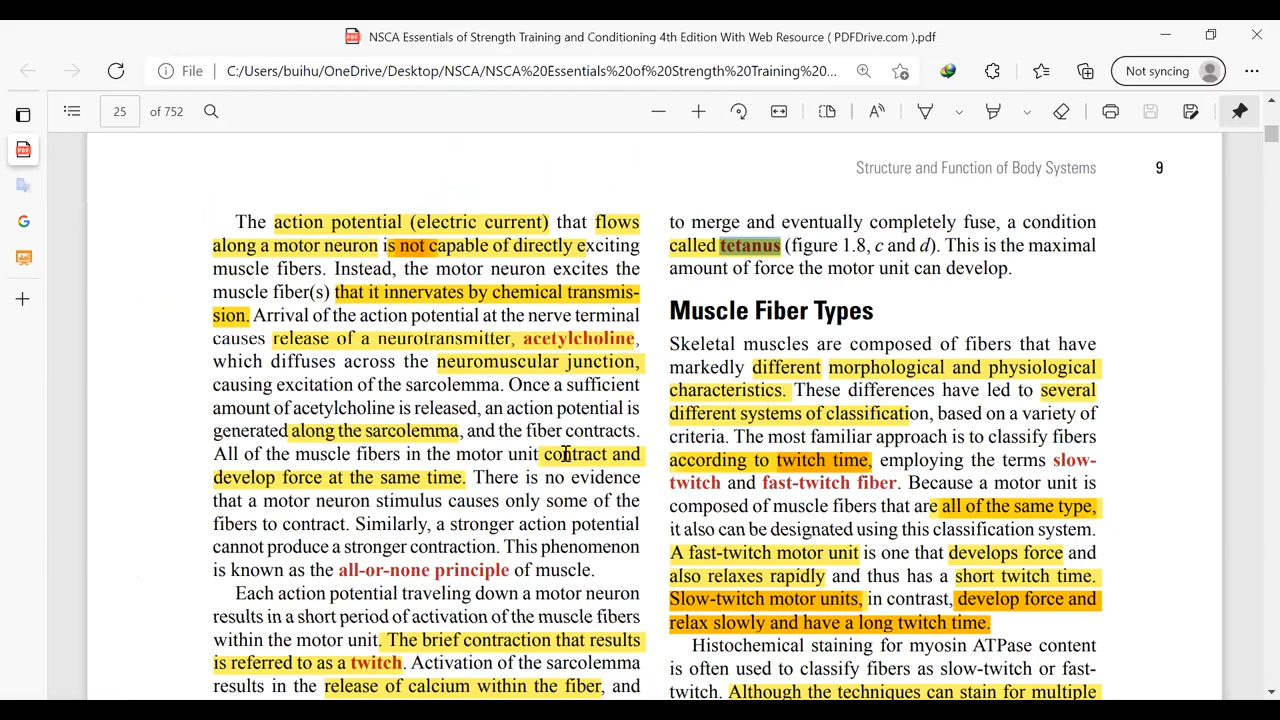 NSCA Essentials of Strength Training and Conditioning 4th Edition With Web Resource ( PDFDrive.com ).pdf
File
C:/Users/buihu/OneDrive/Desktop/NSCA/NSCA%20Essentials%20of%20Strength%20Training%20...
Not syncing
25 of 752
Structure and Function of Body Systems 9
The action potential (electric current) that flows
along a motor neuron is not capable of directly exciting
muscle fibers. Instead, the motor neuron excites the
muscle fiber(s) that it innervates by chemical transmis-
sion. Arrival of the action potential at the nerve terminal
causes release of a neurotransmitter, acetylcholine,
which diffuses across the neuromuscular junction,
causing excitation of the sarcolemma. Once a sufficient
amount of acetylcholine is released, an action potential is
generated along the sarcolemma, and the fiber contracts.
All of the muscle fibers in the motor unit contract and
develop force at the same time. There is no evidence
that a motor neuron stimulus causes only some of the
fibers to contract. Similarly, a stronger action potential
cannot produce a stronger contraction. This phenomenon
is known as the all-or-none principle of muscle.
Each action potential traveling down a motor neuron
results in a short period of activation of the muscle fibers
within the motor unit. The brief contraction that results
is referred to as a twitch. Activation of the sarcolemma
results in the release of calcium within the fiber, and
to merge and eventually completely fuse, a condition
called tetanus (figure 1.8, c and d). This is the maximal
amount of force the motor unit can develop.
Muscle Fiber Types
Skeletal muscles are composed of fibers that have
markedly different morphological and physiological
characteristics. These differences have led to several
different systems of classification, based on a variety of
criteria. The most familiar approach is to classify fibers
according to twitch time, employing the terms slow-
twitch and fast-twitch fiber. Because a motor unit is
composed of muscle fibers that are all of the same type,
it also can be designated using this classification system.
A fast-twitch motor unit is one that develops force and
also relaxes rapidly and thus has a short twitch time.
Slow-twitch motor units, in contrast, develop force and
relax slowly and have a long twitch time.
Histochemical staining for myosin ATPase content
is often used to classify fibers as slow-twitch or fast-
twitch. Although the techniques can stain for multiple